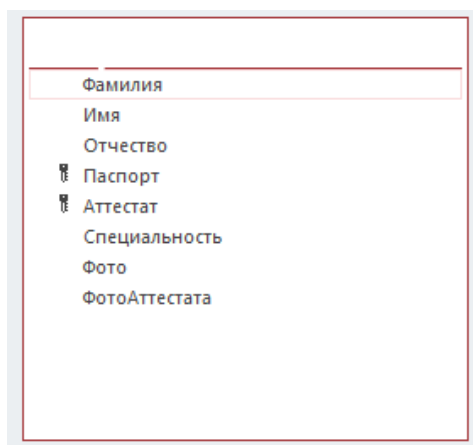 Фамилия
Имя
Отчество
Паспорт
Аттестат
Специальность
Фото
ФотоАттестата